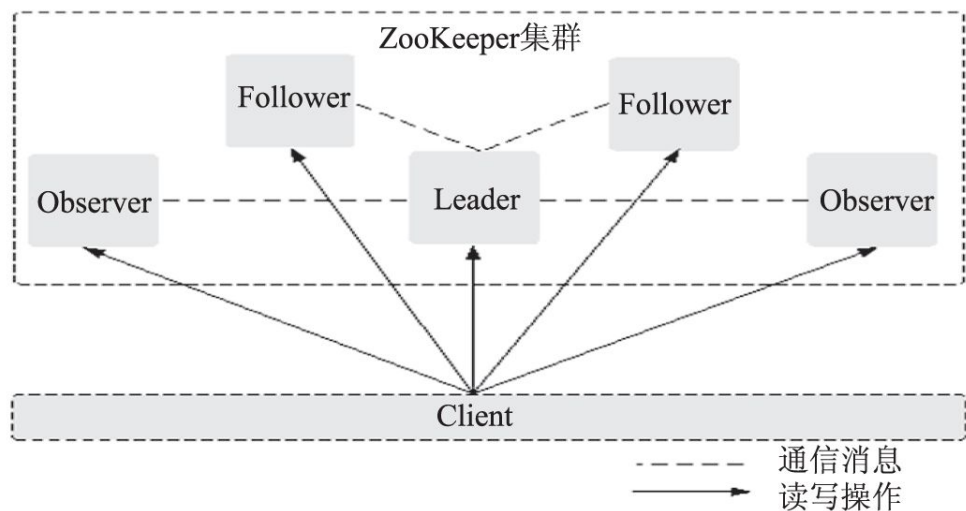 ZooKeeper集群
Follower
Follower
Observer
Leader
Observer
Client
通信消息
读写操作